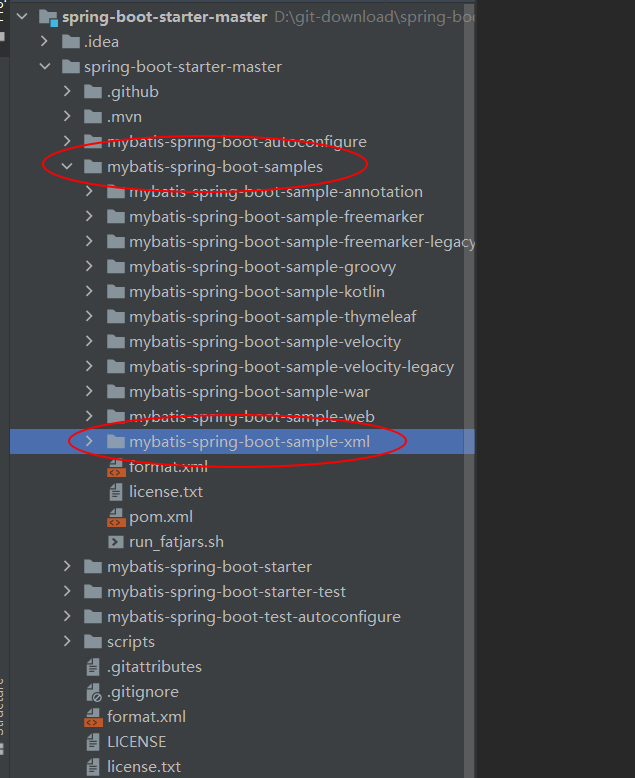 spring-boot-starter-master D:\git-download\spring-boo
.idea
spring-boot-starter-master
.github
.mvn
mybatis-spring-boot-autoconfigure
mybatis-spring-boot-samples
mybatis-spring-boot-sample-annotation
mybatis-spring-boot-sample-freemarker
mybatis-spring-boot-sample-freemarker-legacy
mybatis-spring-boot-sample-groovy
mybatis-spring-boot-sample-kotlin
mybatis-spring-boot-sample-thymeleaf
mybatis-spring-boot-sample-velocity
mybatis-spring-boot-sample-velocity-legacy
mybatis-spring-boot-sample-war
mybatis-spring-boot-sample-web
mybatis-spring-boot-sample-xml
format.xml
license.txt
pom.xml
run_fatjars.sh
mybatis-spring-boot-starter
mybatis-spring-boot-starter-test
mybatis-spring-boot-test-autoconfigure
scripts
.gitattributes
.gitignore
format.xml
LICENSE
license.txt